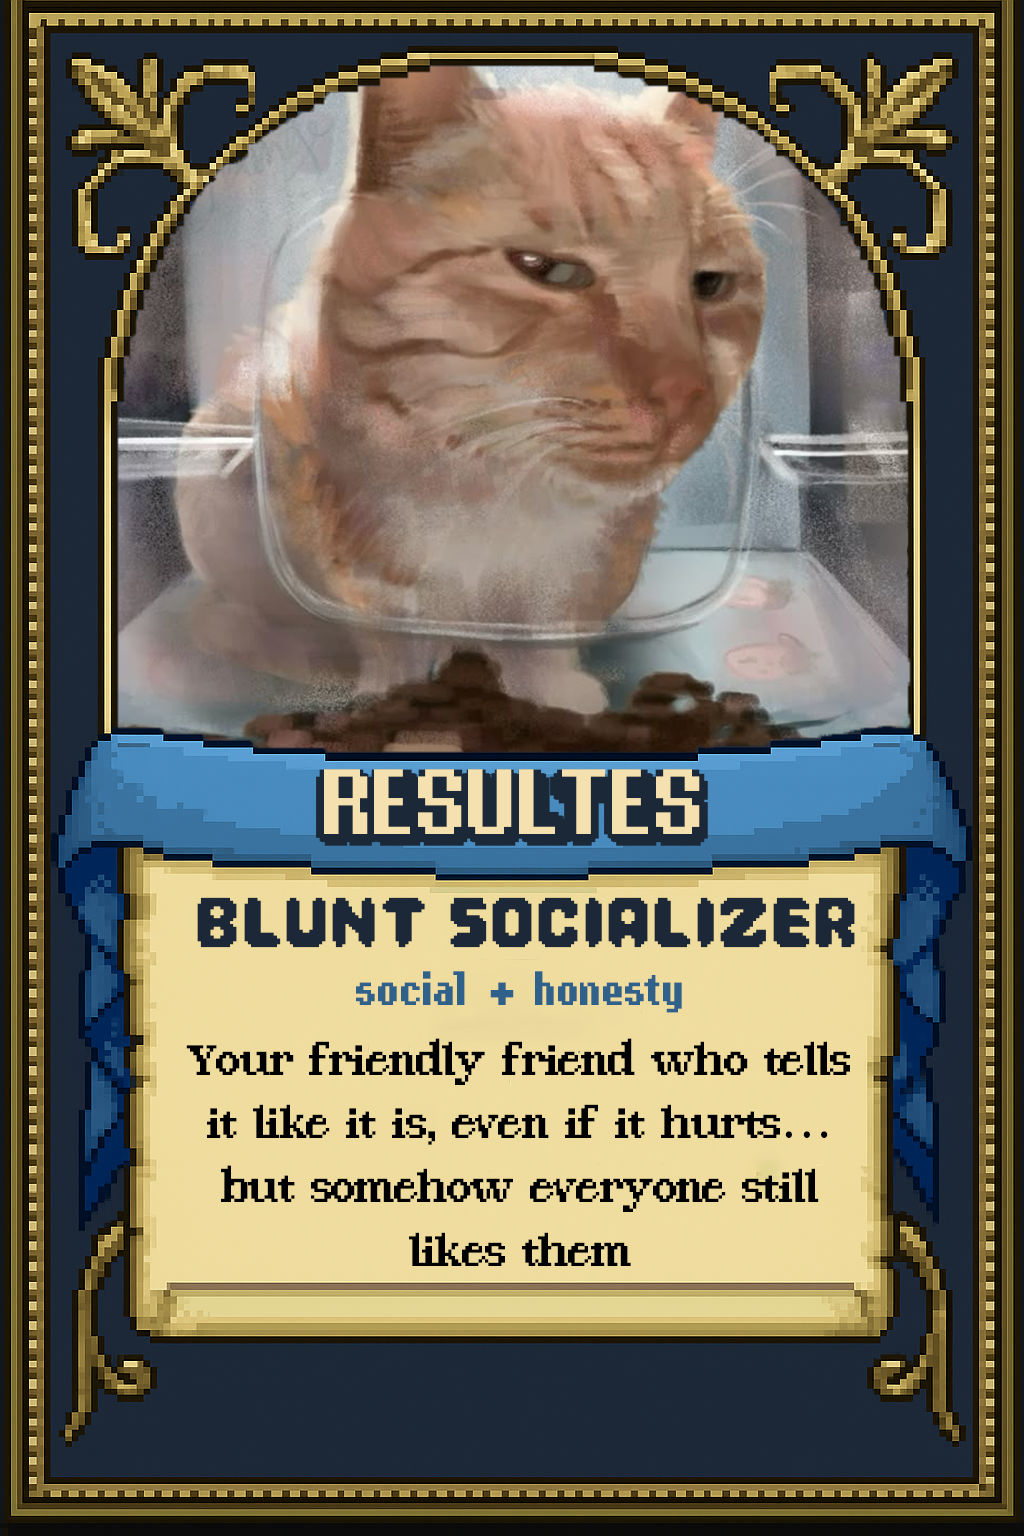 RESULTES
BLUNT SOCIALIZER
social + honesty
Your friendly friend who tells
it like it is, even if it hurts...
but somehow everyone still
likes them